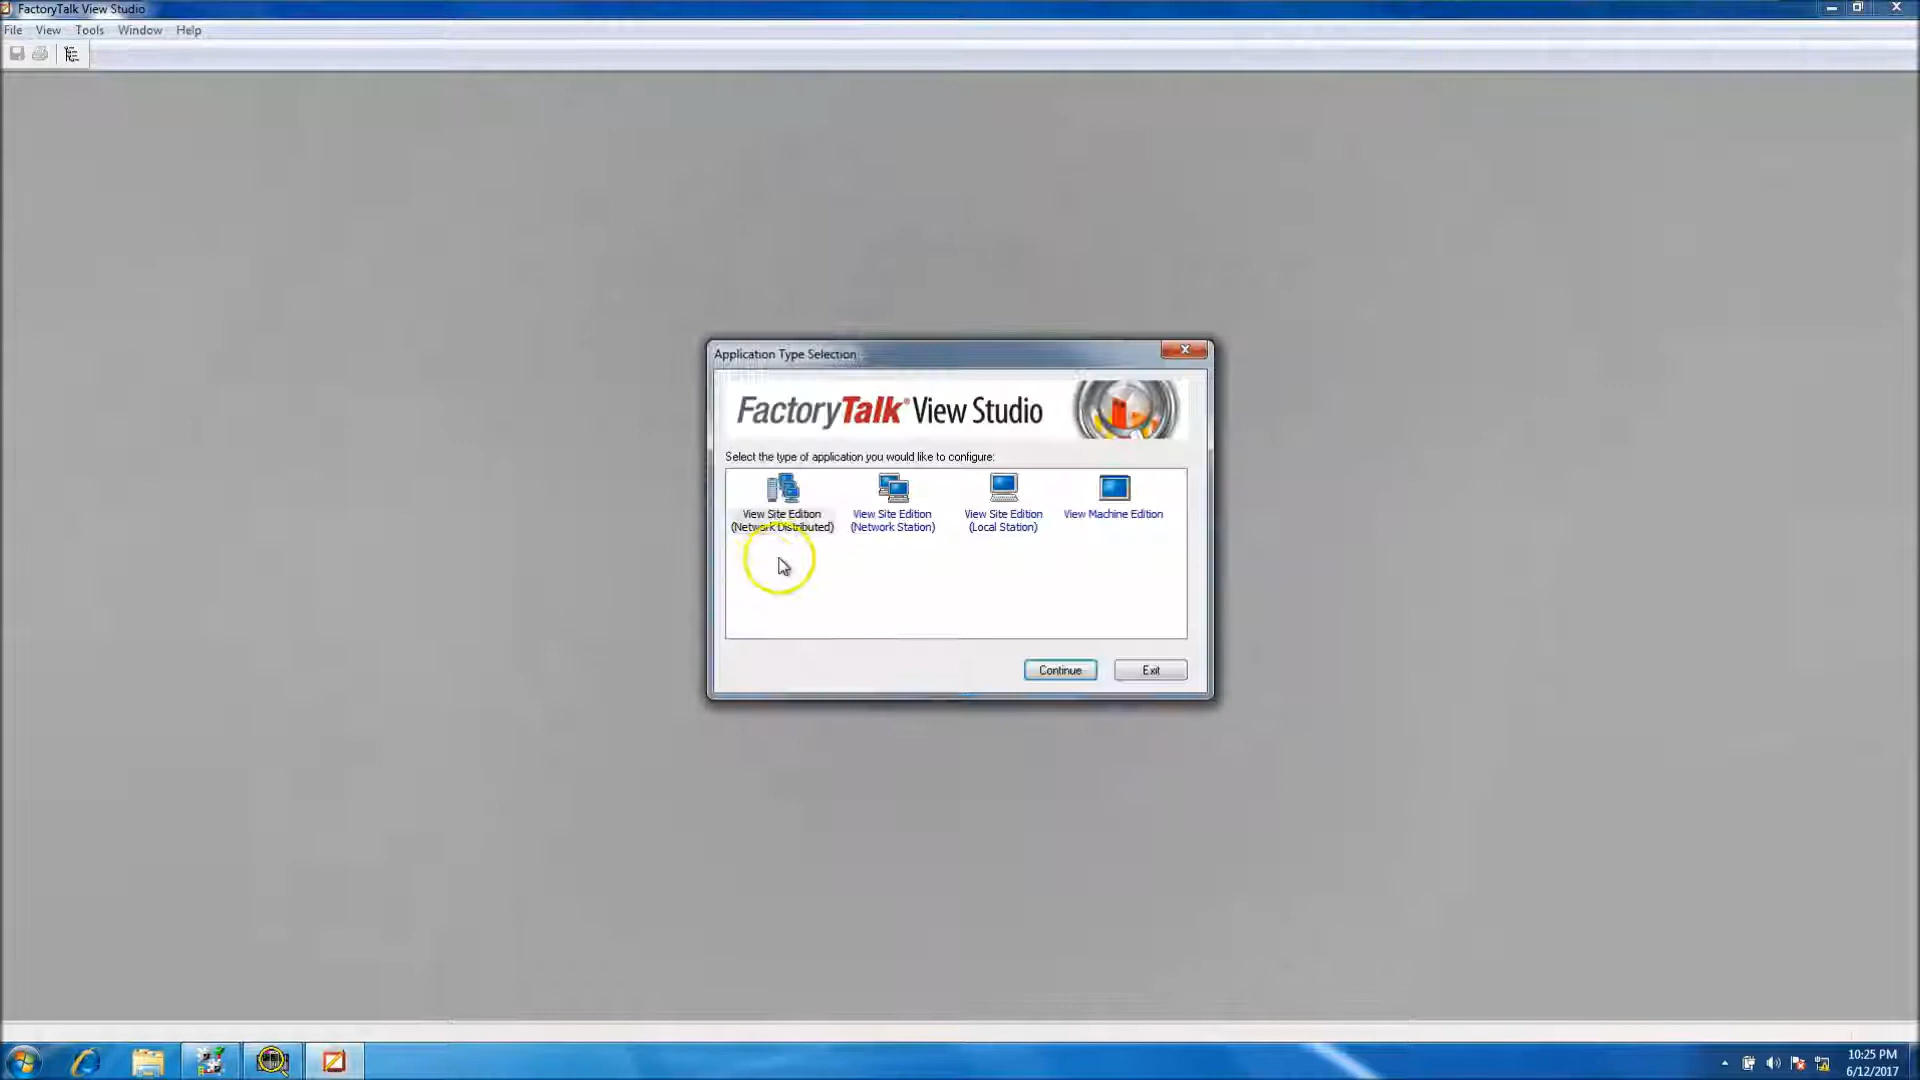 FactoryTalk View Studio
File View Tools Window Help
Application Type Selection
FactoryTalk® View Studio
Select the type of application you would like to configure:
View Site Edition
(Network Distributed)
View Site Edition
(Network Station)
View Site Edition
(Local Station)
View Machine Edition
Continue
Exit
10:25 PM
6/12/2017